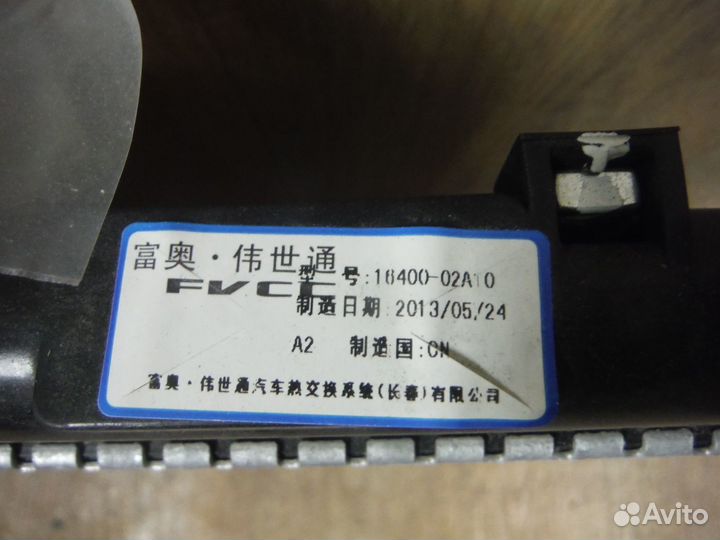 富奥·伟世通
型 号:16400-02A10
FVCC
制造日期:2013/05/24
A2 制造国:CN
富奥·伟世通汽车热交换系统(长春)有限公司
Avito